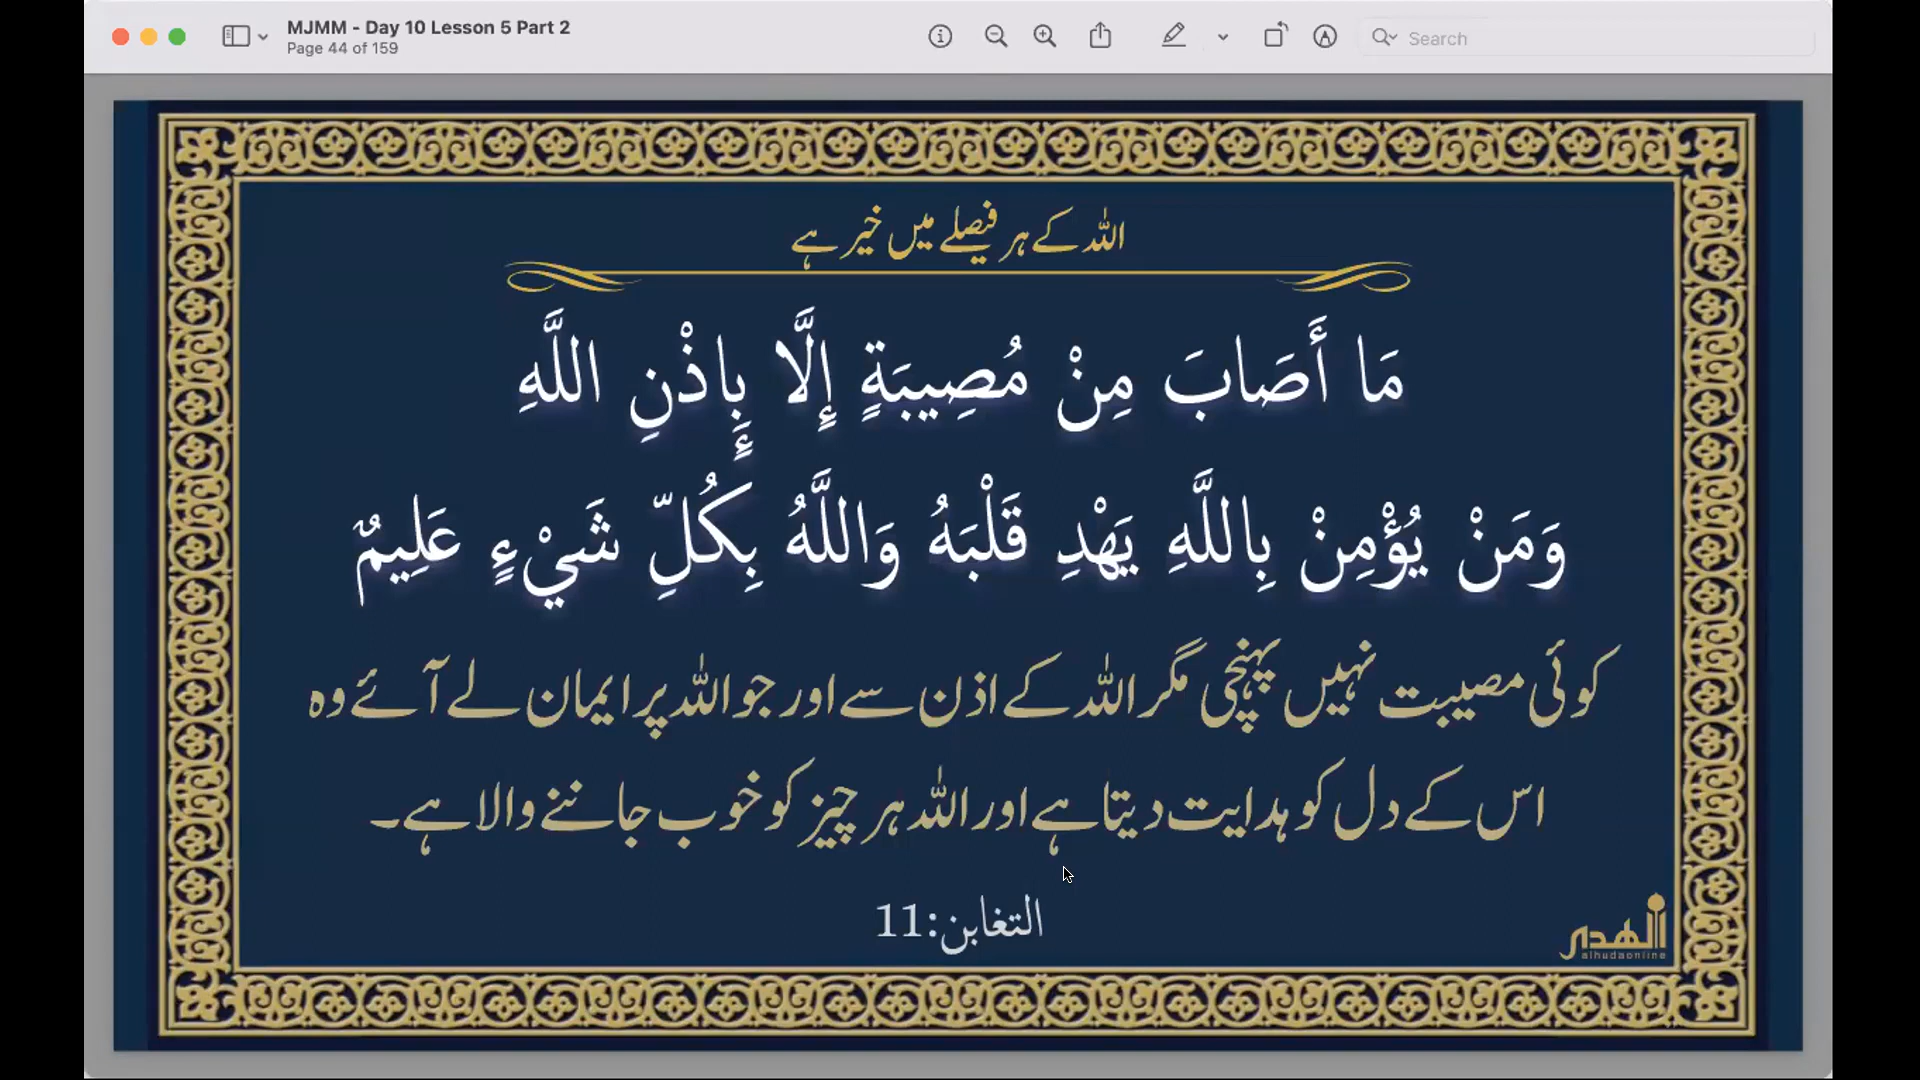 MJMM - Day 10 Lesson 5 Part 2
Page 44 of 159
Search
اللہ کے ہر فیصلے میں خیر ہے
مَا أَصَابَ مِنْ مُصِيبَةٍ إِلَّا بِإِذْنِ اللَّهِ
وَمَنْ يُؤْمِنْ بِاللَّهِ يَهْدِ قَلْبَهُ وَاللَّهُ بِكُلِّ شَيْءٍ عَلِيمٌ
کوئی مصیبت نہیں پہنچی مگر اللہ کے اذن سے اور جو اللہ پر ایمان لے آئے وہ
اس کے دل کو ہدایت دیتا ہے اور اللہ ہر چیز کو خوب جاننے والا ہے۔
التغابن:11
الهدى
alhudaonline